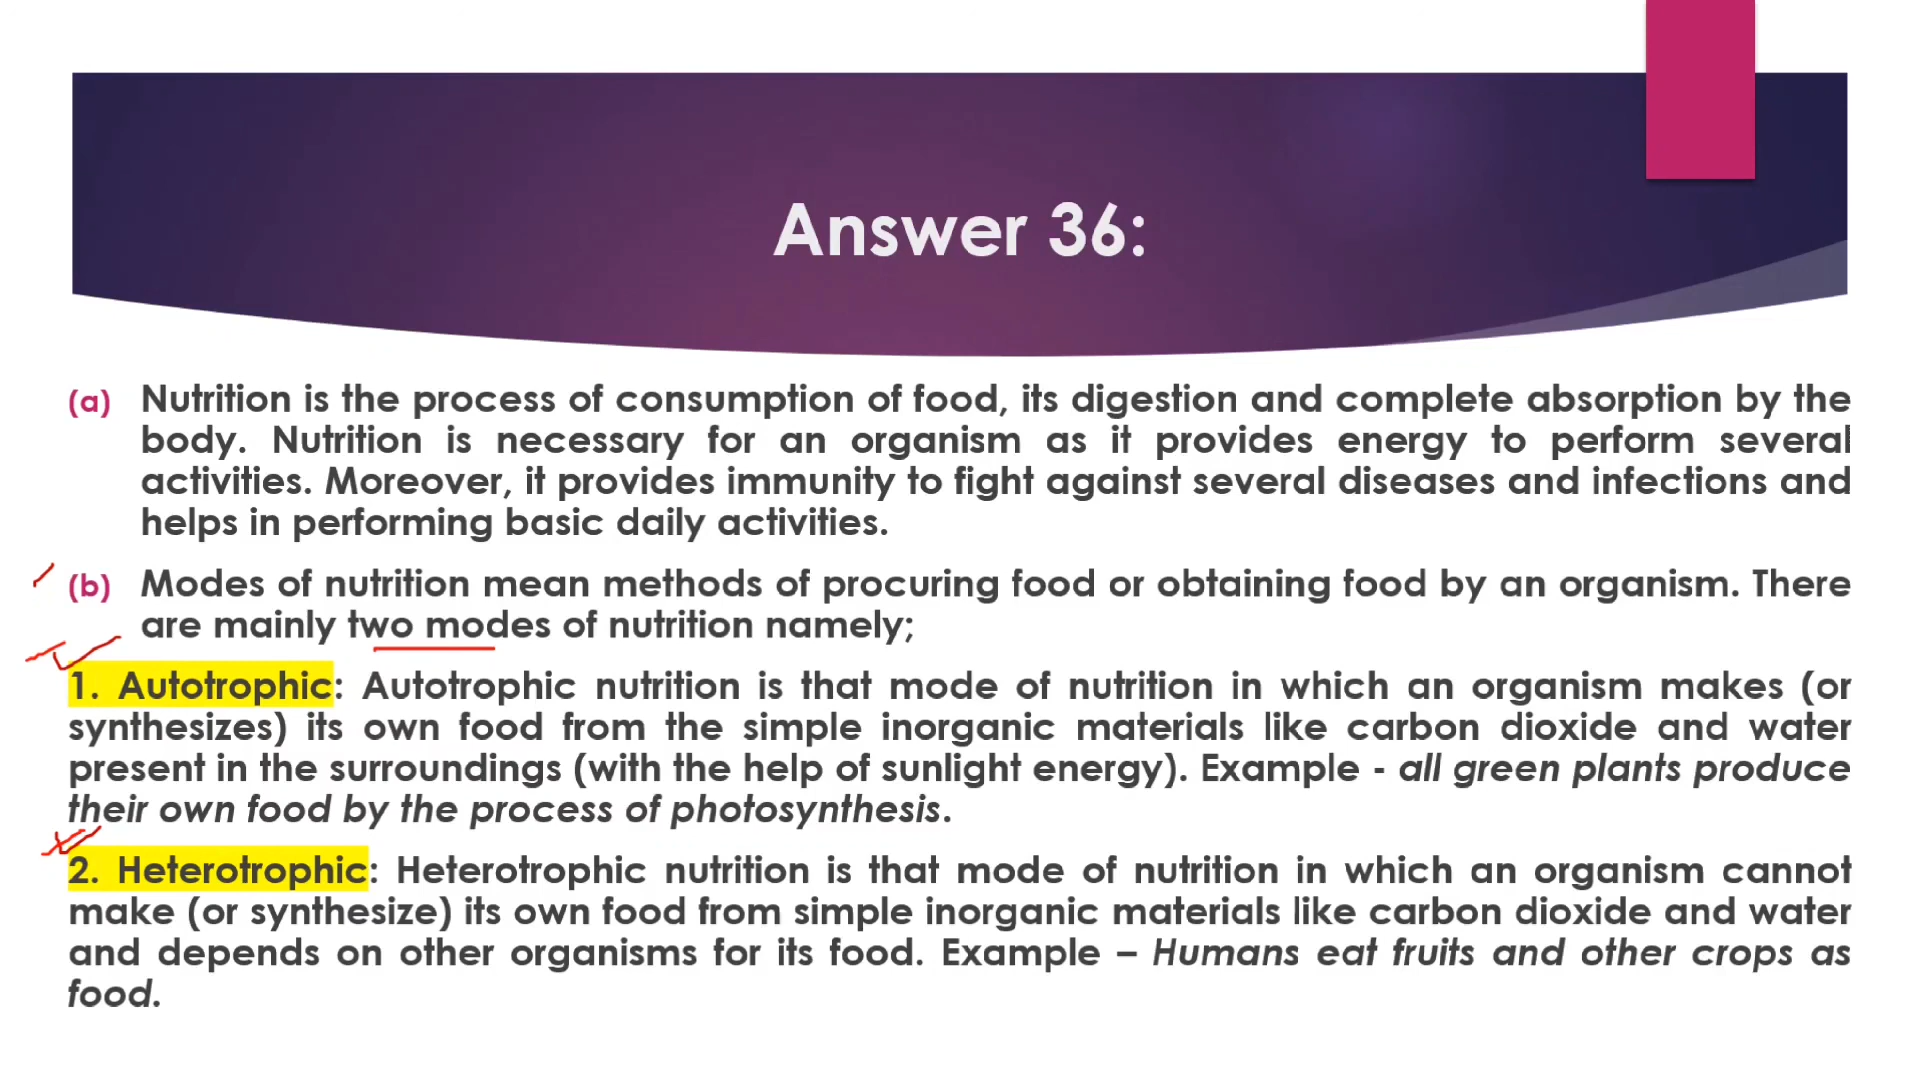 Answer 36:
(a) Nutrition is the process of consumption of food, its digestion and complete absorption by the
body. Nutrition is necessary for an organism as it provides energy to perform several
activities. Moreover, it provides immunity to fight against several diseases and infections and
helps in performing basic daily activities.
(b) Modes of nutrition mean methods of procuring food or obtaining food by an organism. There
are mainly two modes of nutrition namely;
1. Autotrophic: Autotrophic nutrition is that mode of nutrition in which an organism makes (or
synthesizes) its own food from the simple inorganic materials like carbon dioxide and water
present in the surroundings (with the help of sunlight energy). Example - all green plants produce
their own food by the process of photosynthesis.
2. Heterotrophic: Heterotrophic nutrition is that mode of nutrition in which an organism cannot
make (or synthesize) its own food from simple inorganic materials like carbon dioxide and water
and depends on other organisms for its food. Example – Humans eat fruits and other crops as
food.